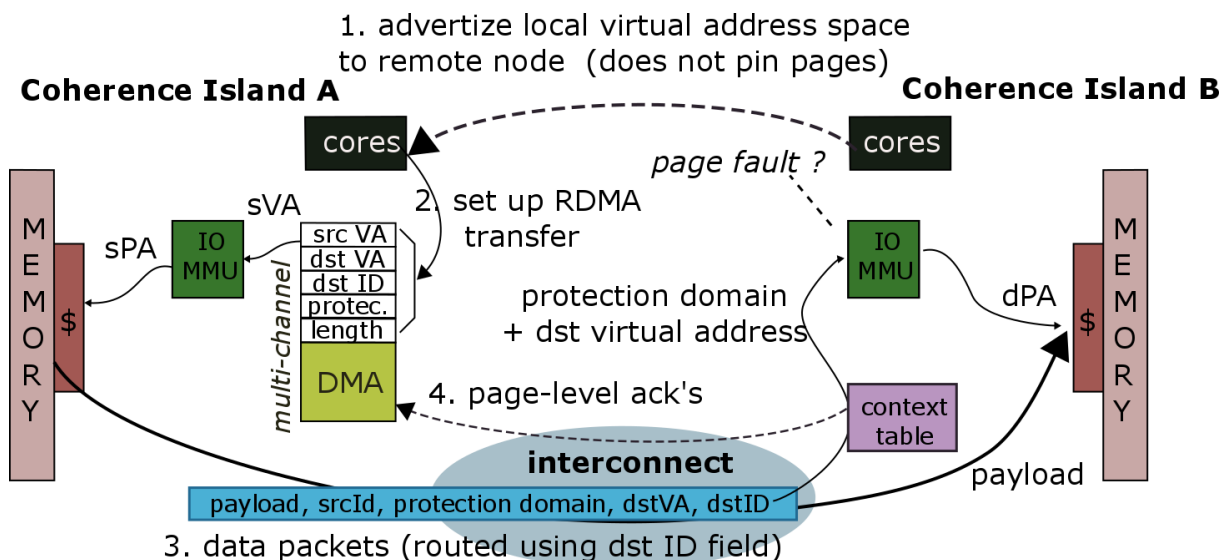 1. advertize local virtual address space
to remote node (does not pin pages)
Coherence Island A
Coherence Island B
cores
cores
page fault ?
sVA
2. set up RDMA
transfer
MEMORY
sPA
IO
MMU
$
multi-channel
src VA
dst VA
dst ID
protec.
length
DMA
IO
MMU
dPA
$
MEMORY
protection domain
+ dst virtual address
4. page-level ack's
context
table
interconnect
payload
payload, srcId, protection domain, dstVA, dstID
3. data packets (routed using dst ID field)